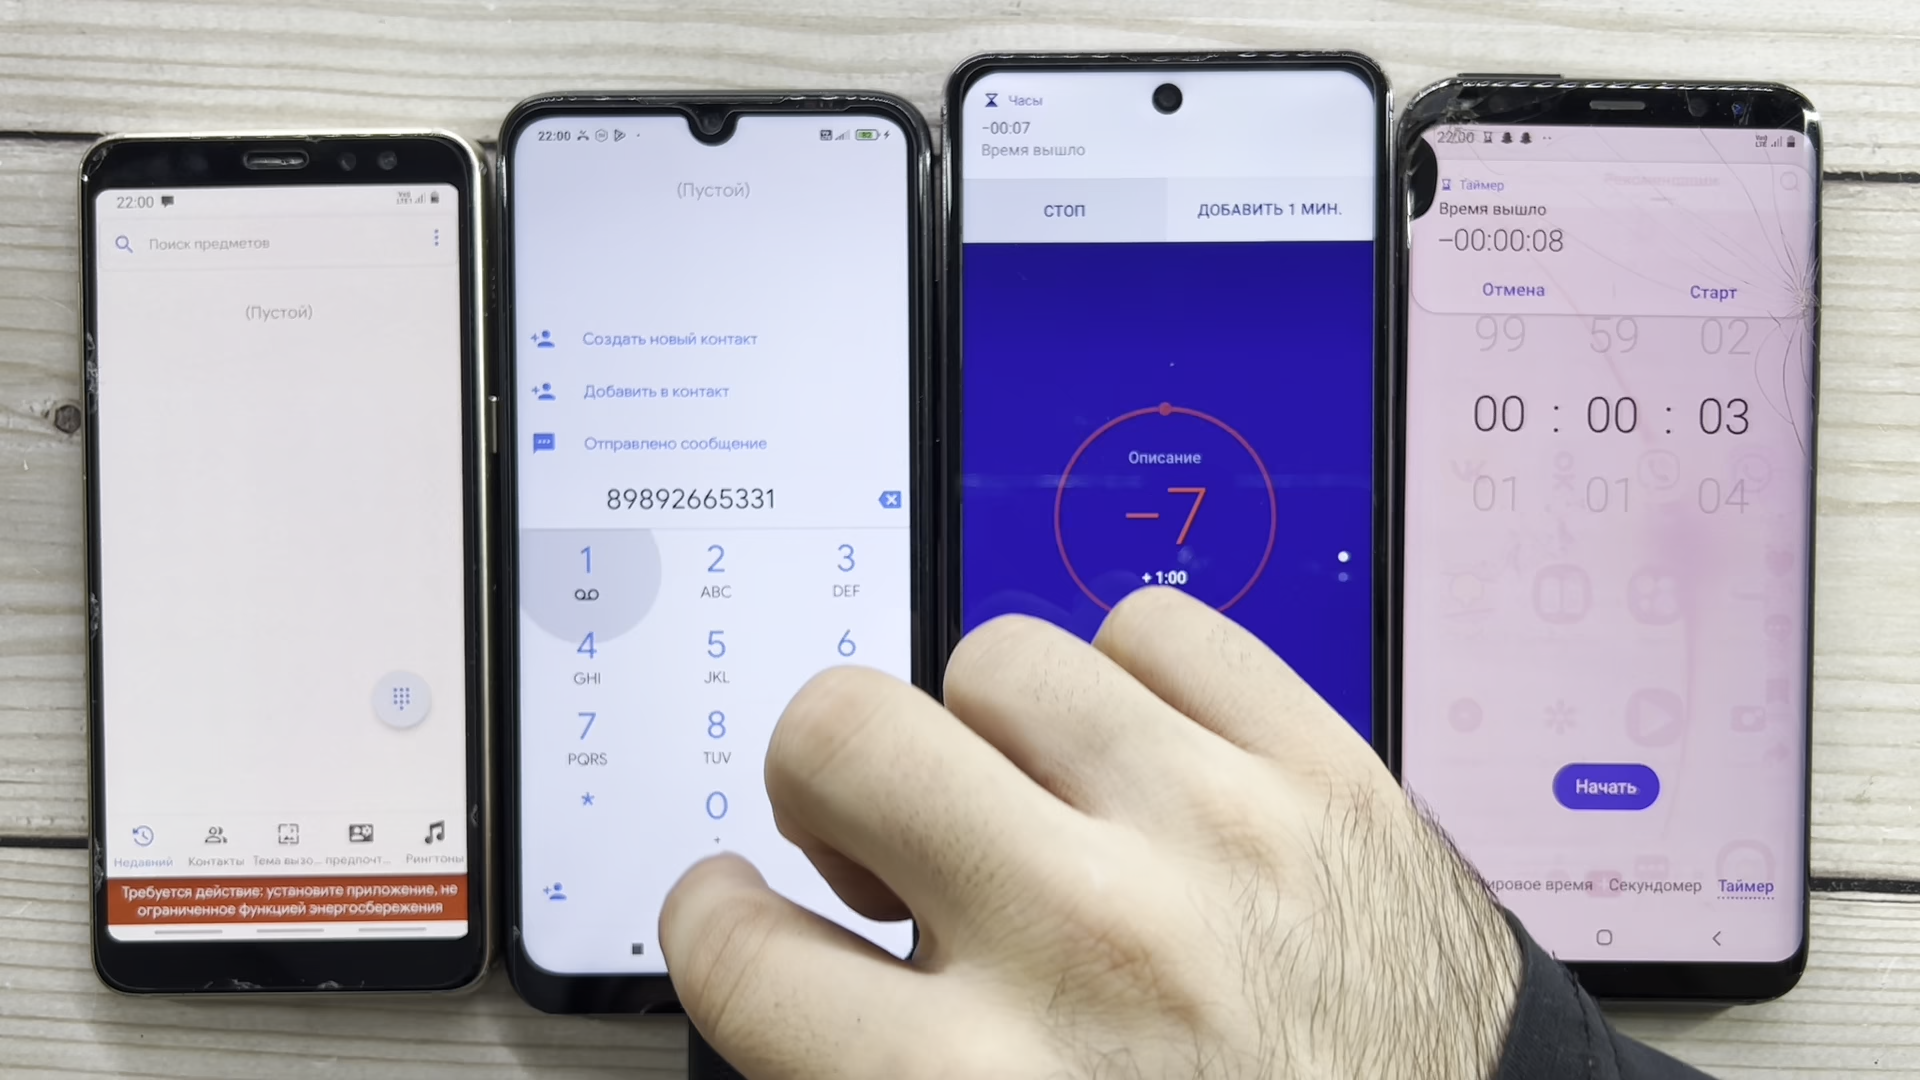 22:00
Поиск предметов
(Пустой)
Недавний
Контакты
Тема вызо...
предпочт...
Рингтоны
Требуется действие: установите приложение, не
ограниченное функцией энергосбережения
22:00
(Пустой)
Создать новый контакт
Добавить в контакт
Отправлено сообщение
89892665331
1 2 3
ABC DEF
4 5 6
GHI JKL
7 8
PQRS TUV
* 0
+
Часы
−00:07
Время вышло
СТОП ДОБАВИТЬ 1 МИН.
Описание
−7
+ 1:00
22:00
Таймер
Время вышло
−00:00:08
Отмена Старт
99 59 02
00 : 00 : 03
01 01 04
Начать
ировое время Секундомер Таймер